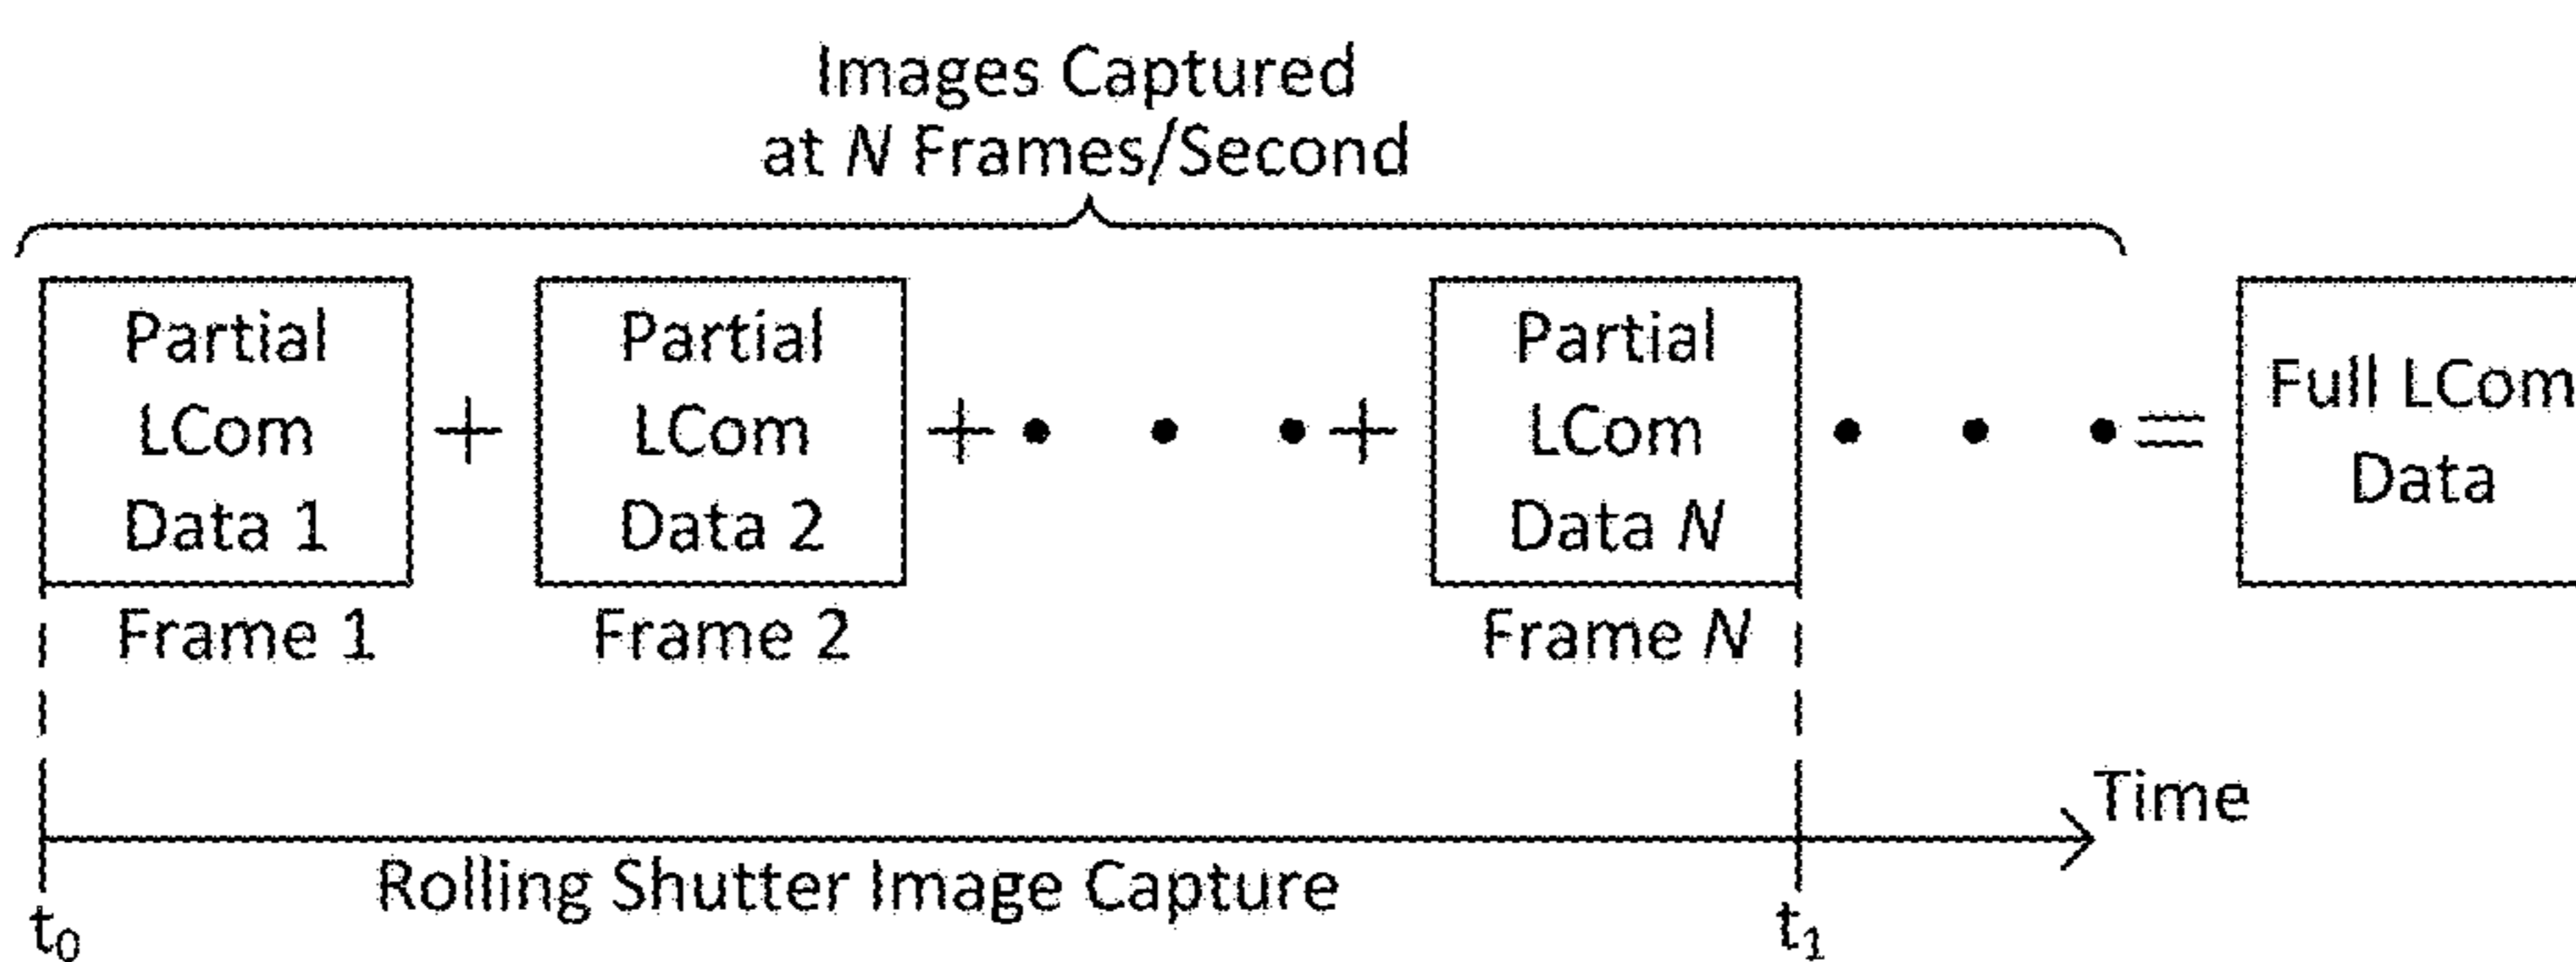 Images Captured
at N Frames/Second
Partial
LCom
Data 1
+
Partial
LCom
Data 2
+ • • • +
Partial
LCom
Data N
• • • =
Full LCom
Data
Frame 1
Frame 2
Frame N
Time
Rolling Shutter Image Capture
t₀
t₁